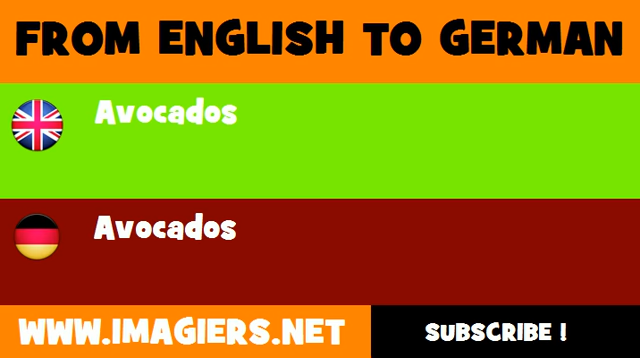 FROM ENGLISH TO GERMAN
Avocados
Avocados
WWW.IMAGIERS.NET
SUBSCRIBE !